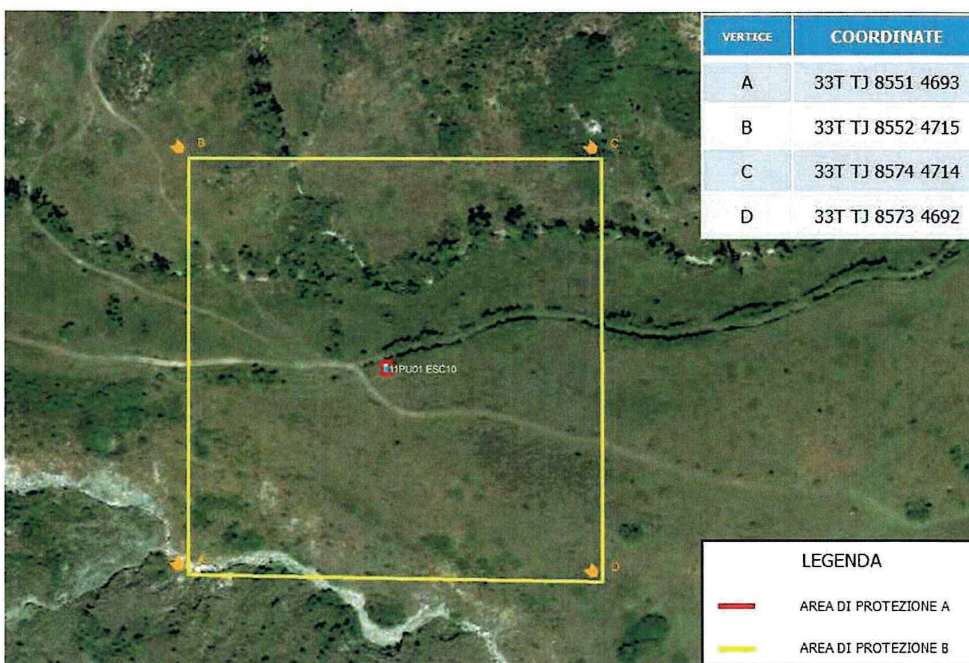 VERTICE COORDINATE
A 33T TJ 8551 4693
B 33T TJ 8552 4715
C 33T TJ 8574 4714
D 33T TJ 8573 4692
B
C
11PU01 ESC10
D
LEGENDA
AREA DI PROTEZIONE A
AREA DI PROTEZIONE B